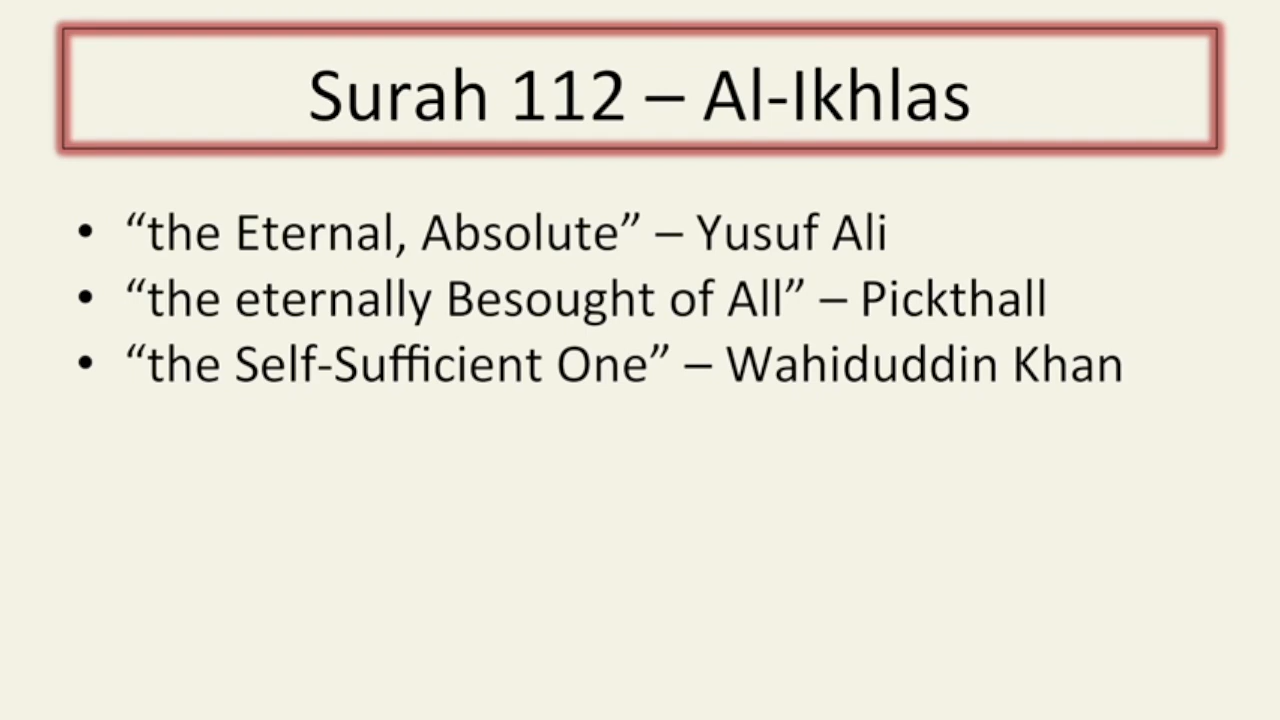 Surah 112 – Al-Ikhlas
• “the Eternal, Absolute” – Yusuf Ali
• “the eternally Besought of All” – Pickthall
• “the Self-Sufficient One” – Wahiduddin Khan